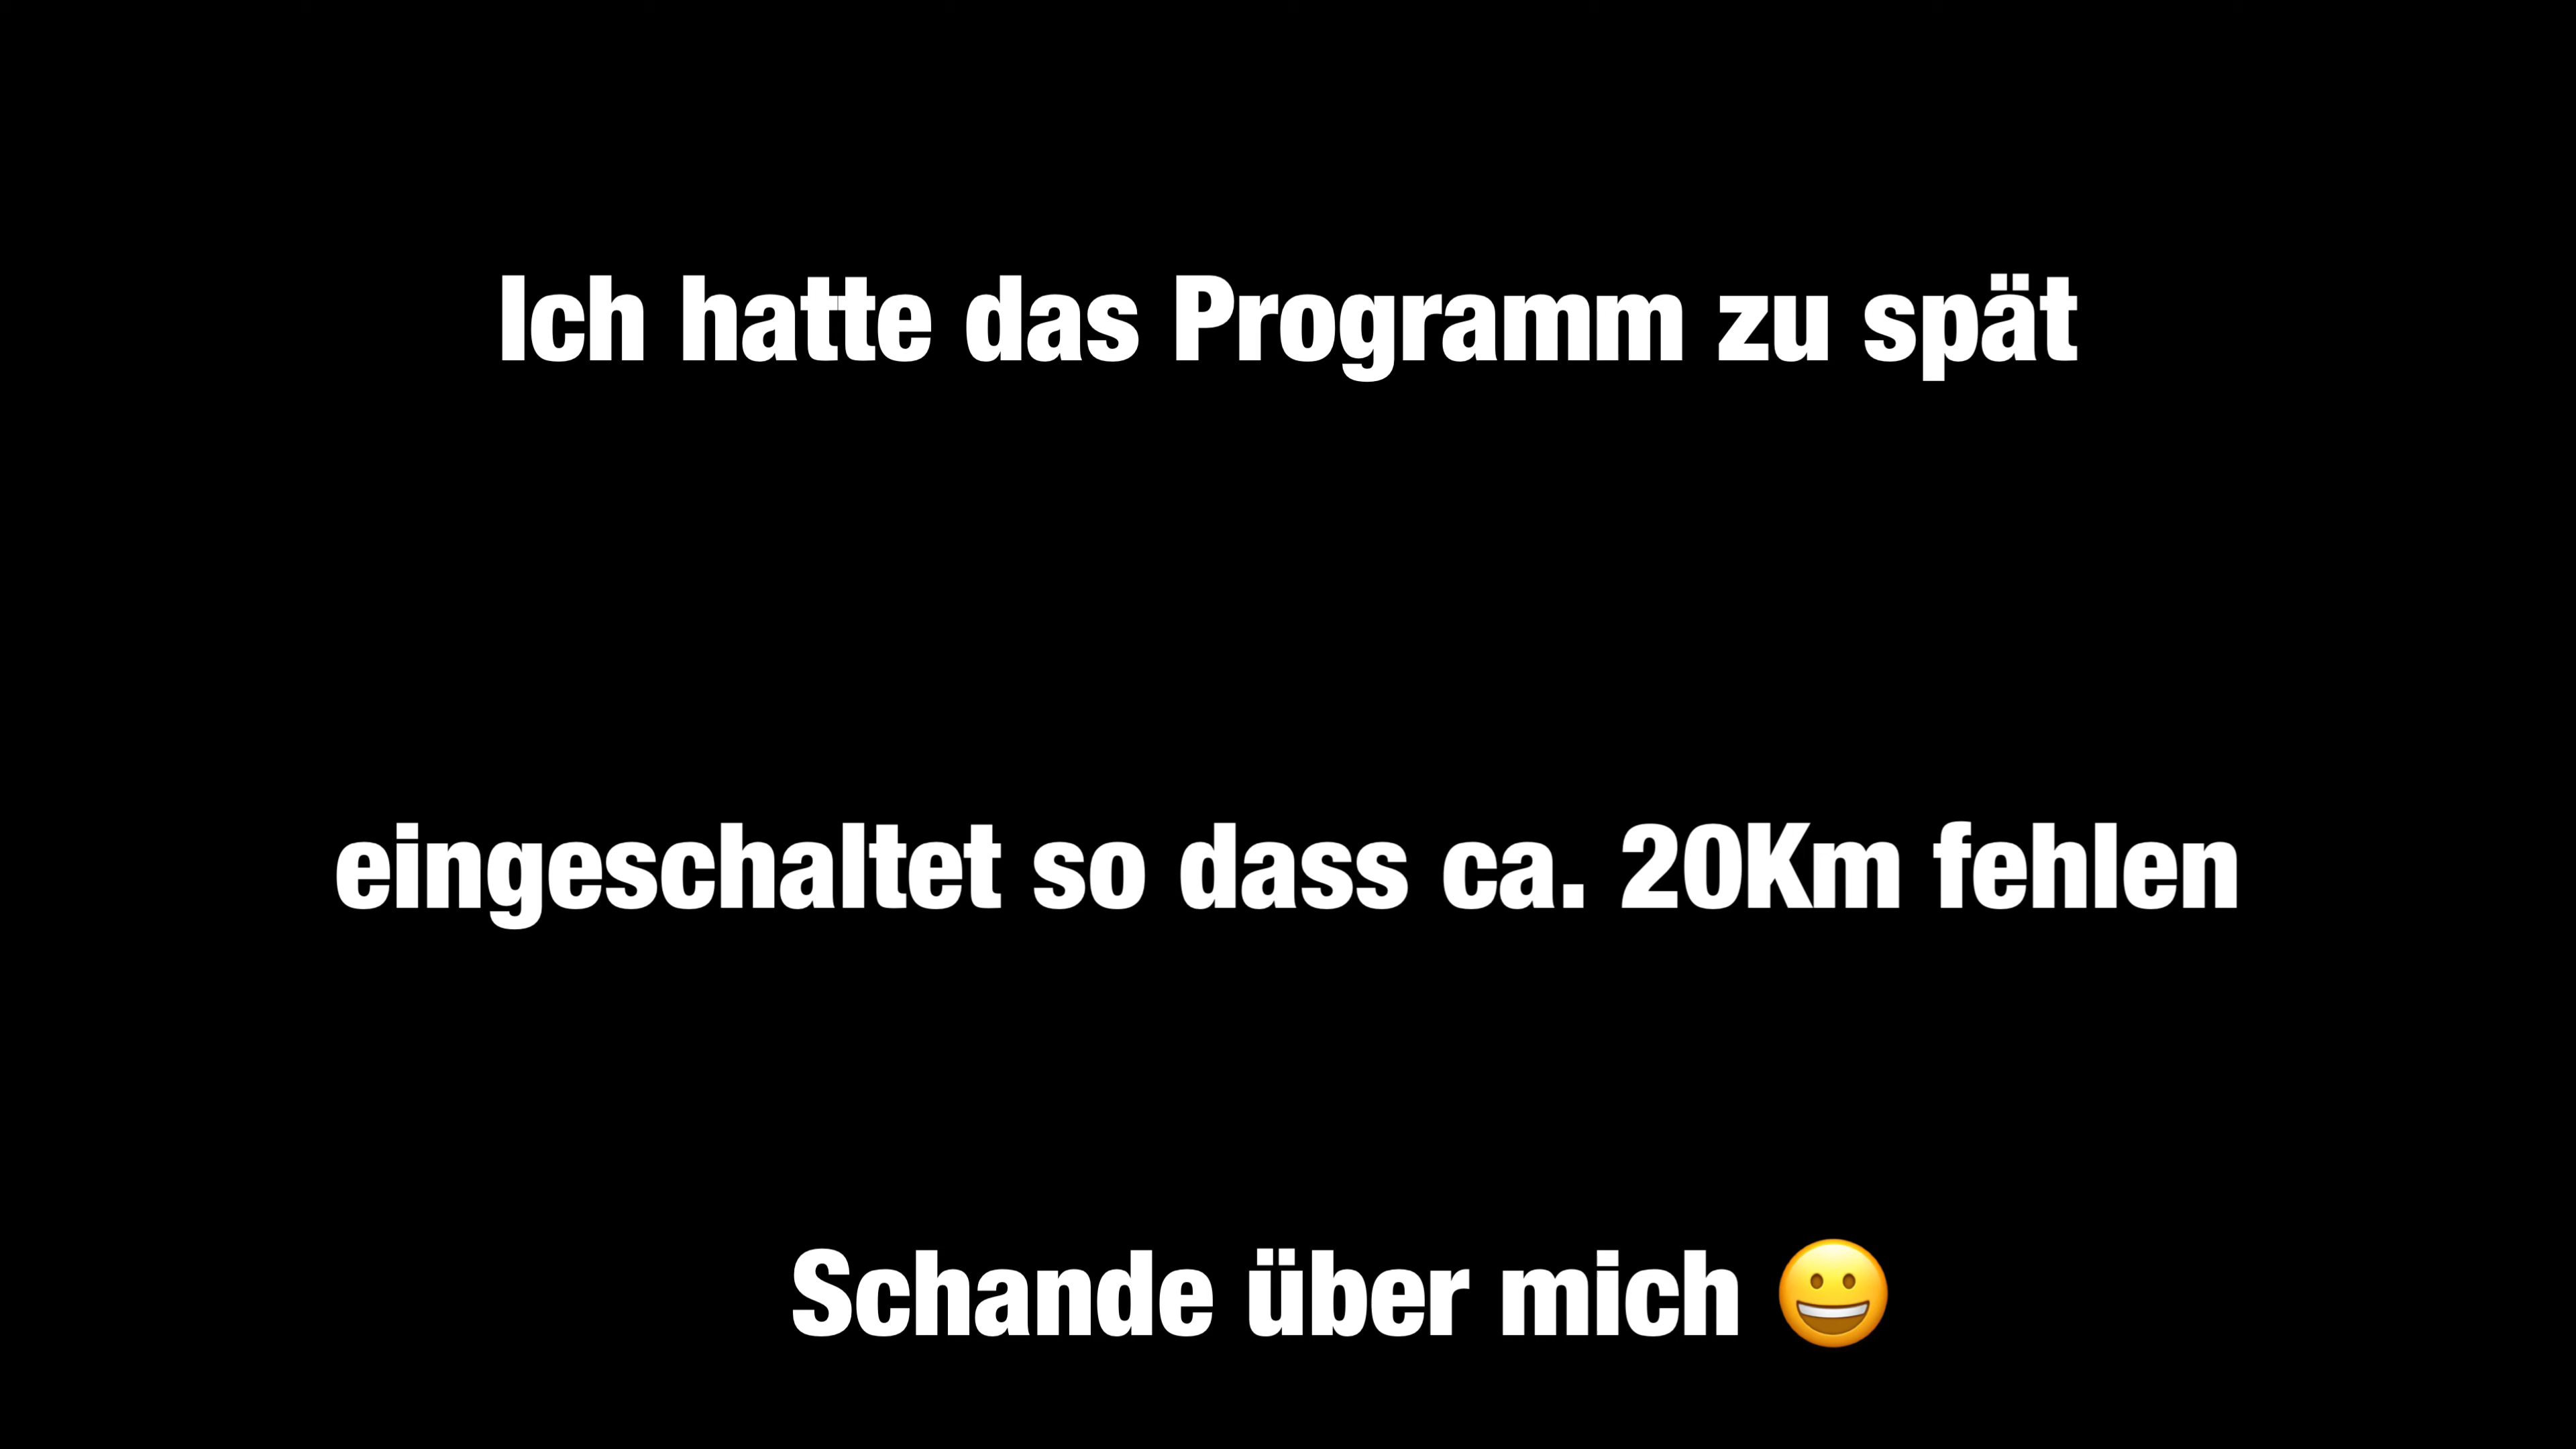 Ich hatte das Programm zu spät
eingeschaltet so dass ca. 20Km fehlen
Schande über mich 😀